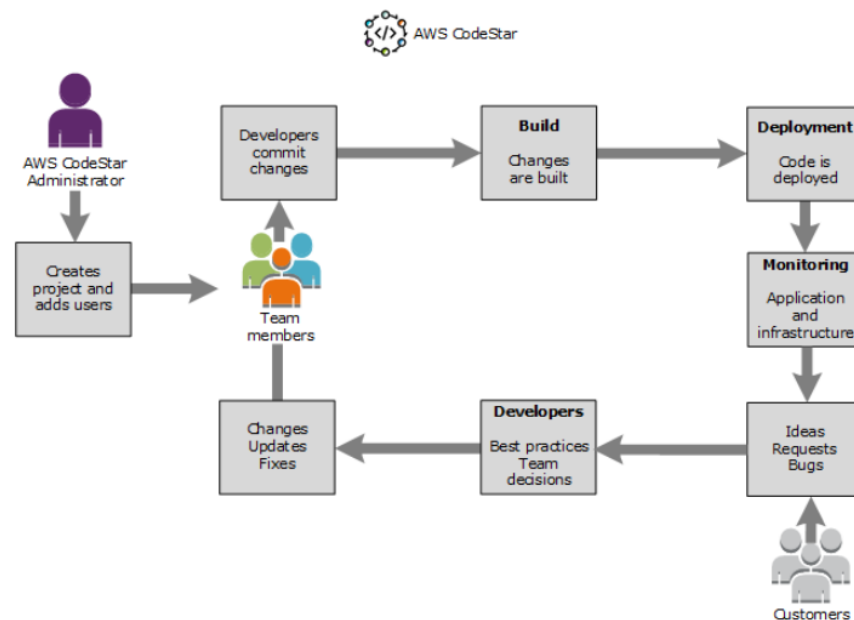 AWS CodeStar
AWS CodeStar
Administrator
Creates
project and
adds users
Developers
commit
changes
Team
members
Build
Changes
are built
Deployment
Code is
deployed
Monitoring
Application
and
infrastructure
Ideas
Requests
Bugs
Customers
Developers
Best practices
Team
decisions
Changes
Updates
Fixes